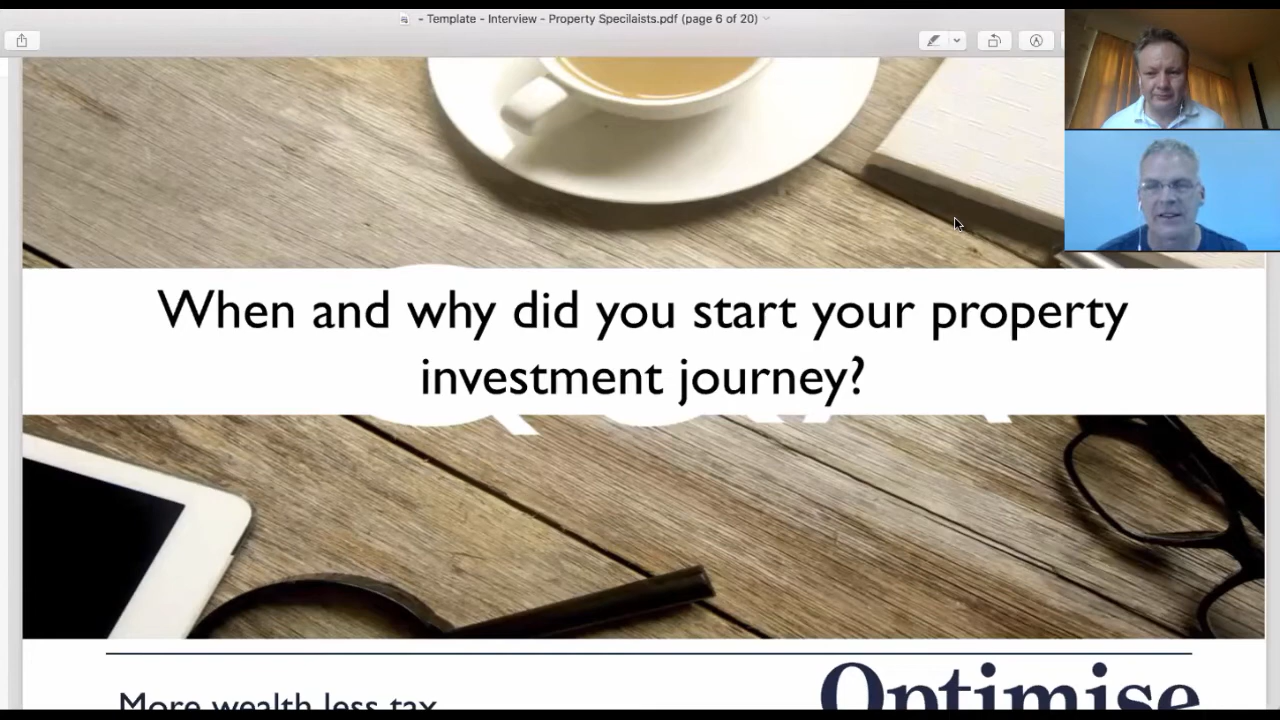 - Template - Interview - Property Specilaists.pdf (page 6 of 20)
When and why did you start your property
investment journey?
More wealth less tax
Optimise